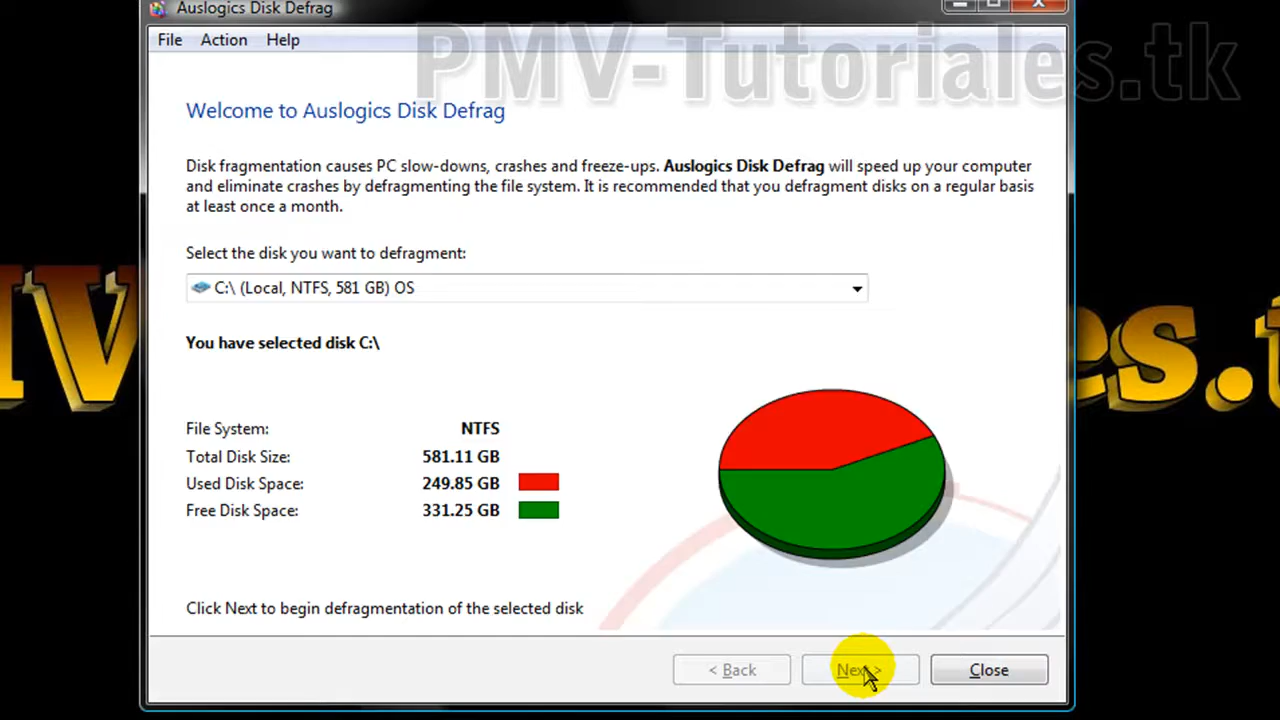 Auslogics Disk Defrag
File Action Help
PMV-Tutoriales.tk
Welcome to Auslogics Disk Defrag
Disk fragmentation causes PC slow-downs, crashes and freeze-ups. Auslogics Disk Defrag will speed up your computer
and eliminate crashes by defragmenting the file system. It is recommended that you defragment disks on a regular basis
at least once a month.
Select the disk you want to defragment:
C:\ (Local, NTFS, 581 GB) OS
You have selected disk C:\
File System: NTFS
Total Disk Size: 581.11 GB
Used Disk Space: 249.85 GB
Free Disk Space: 331.25 GB
Click Next to begin defragmentation of the selected disk
< Back Next > Close